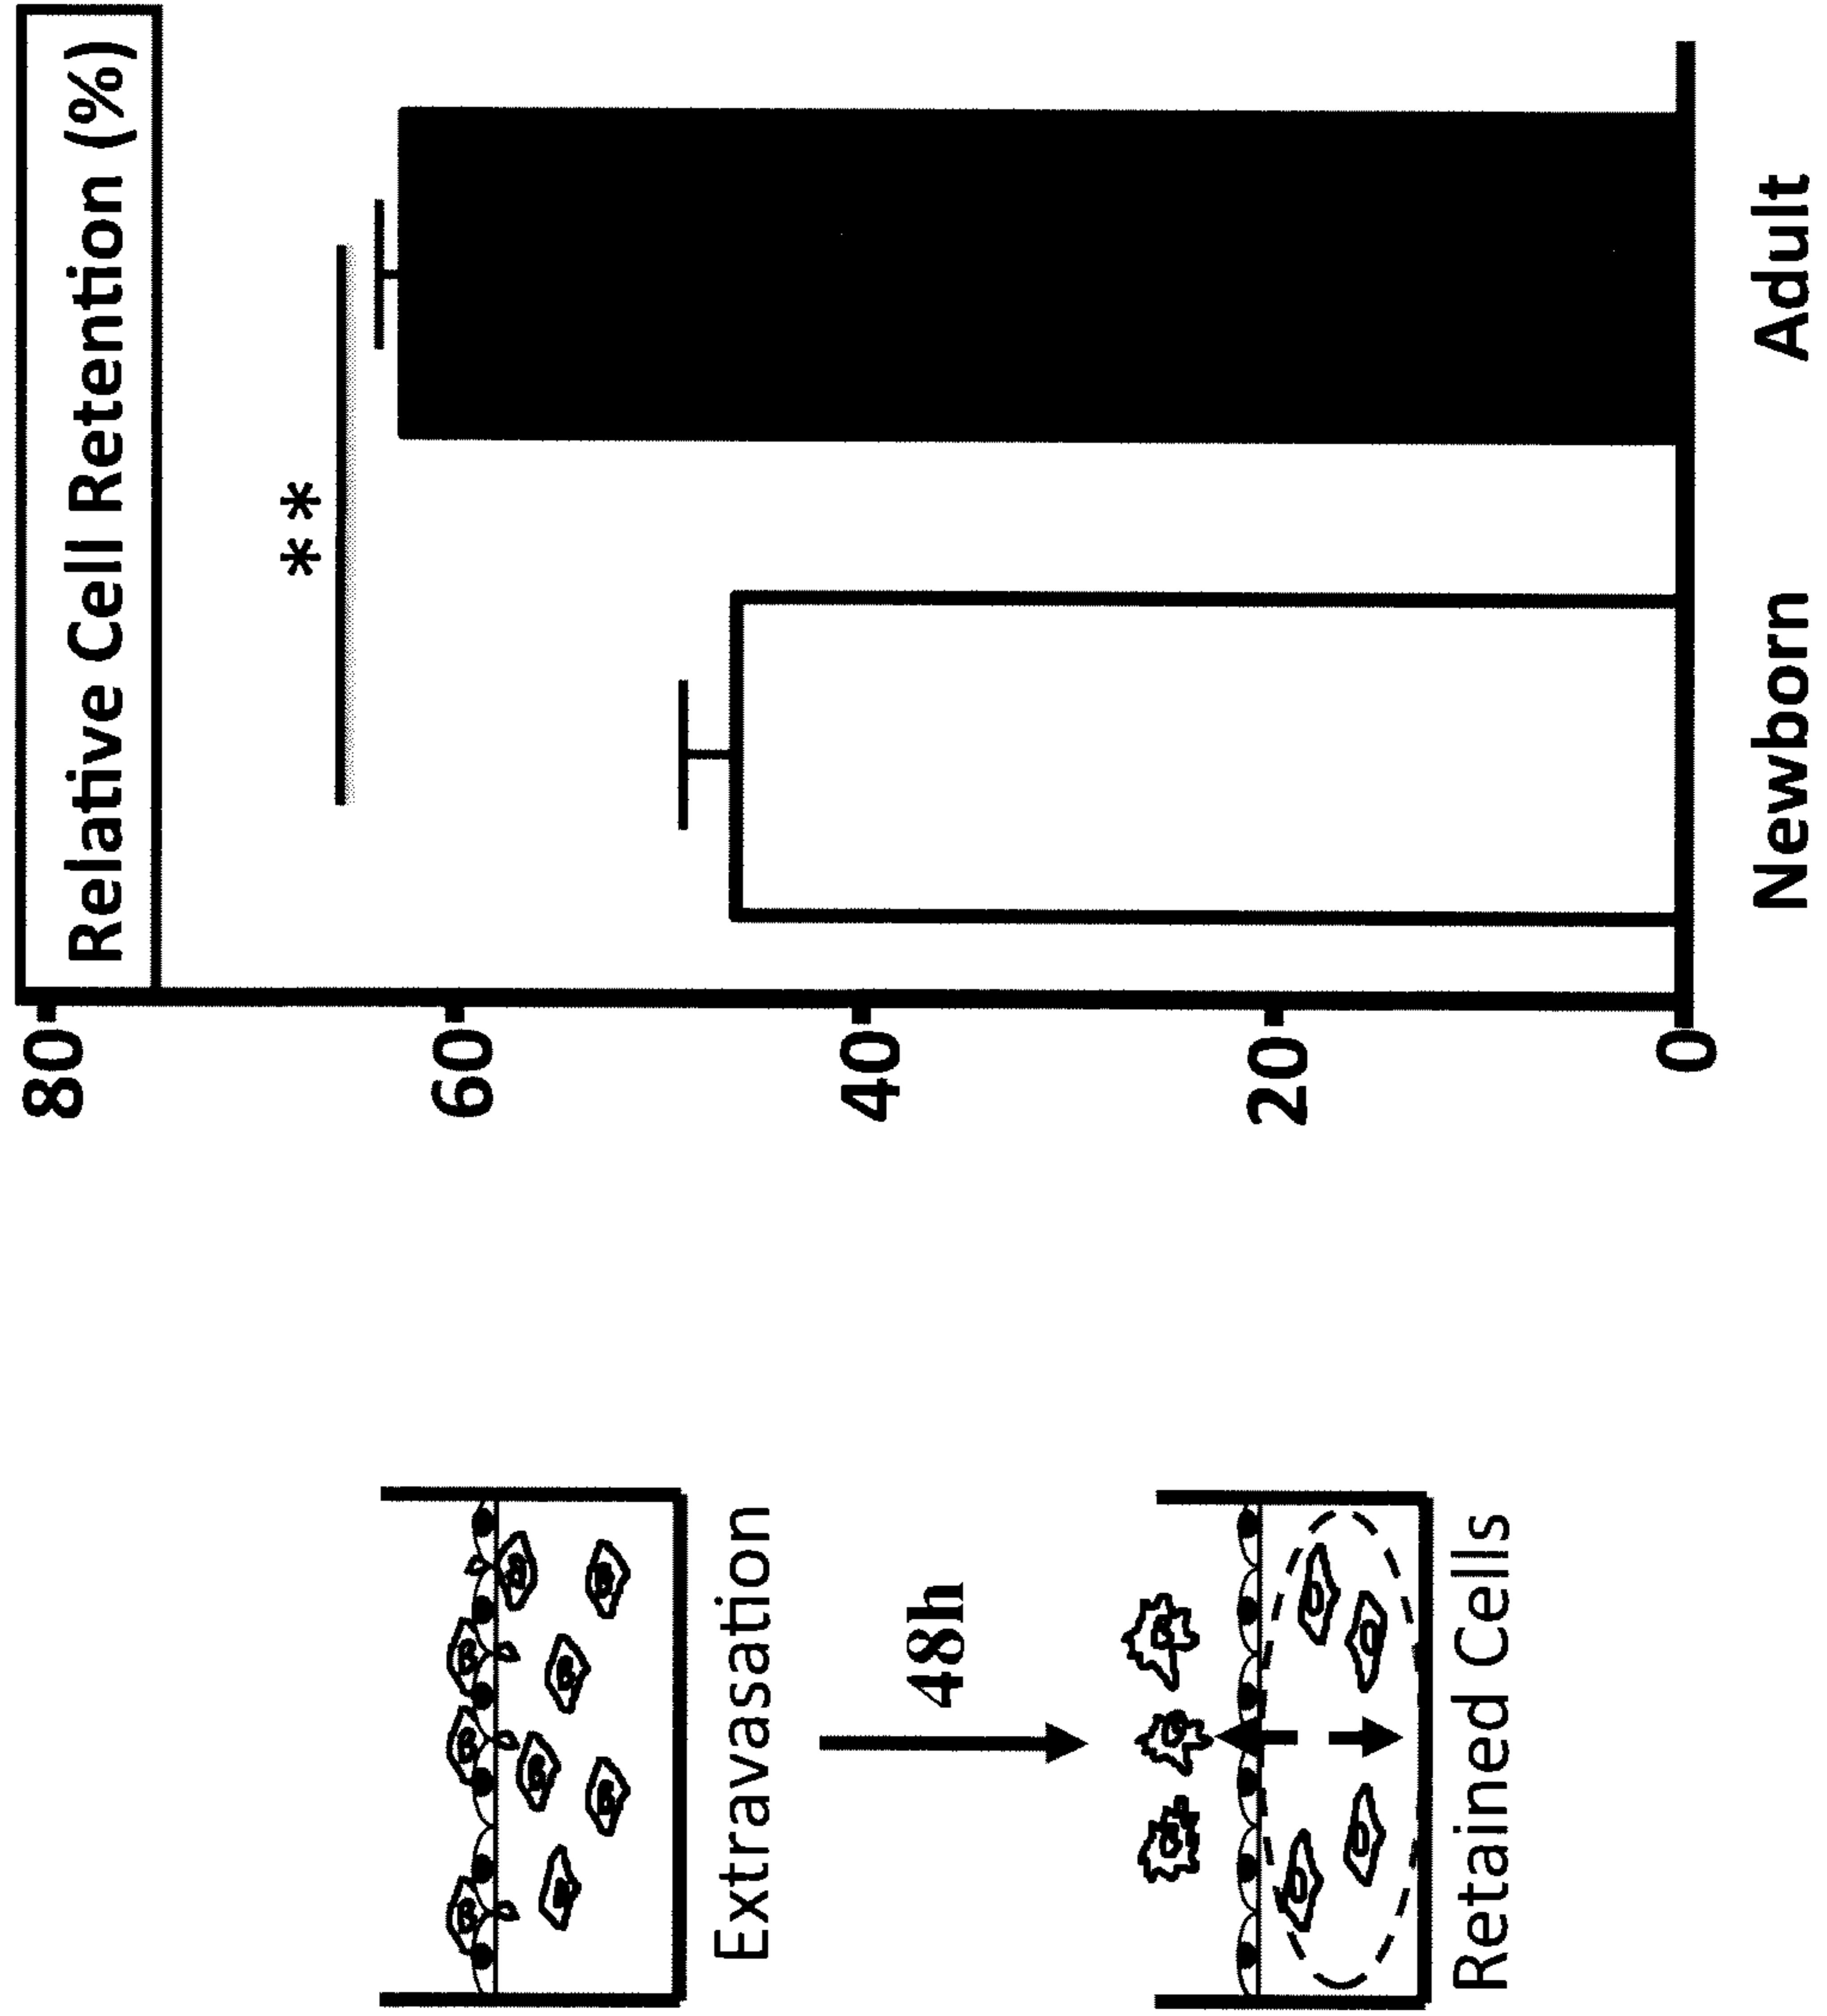 Extravasation
48h
Retained Cells
Relative Cell Retention (%)
**
80
60
40
20
0
Newborn Adult